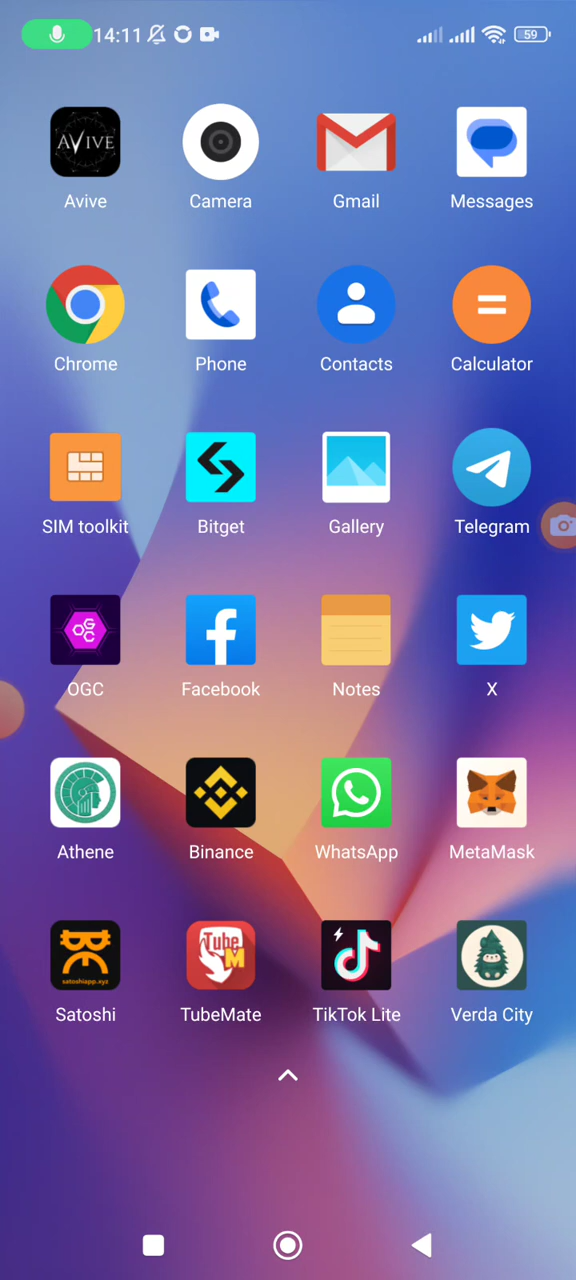 14:11 59
AVIVE
Avive Camera Gmail Messages
Chrome Phone Contacts Calculator
SIM toolkit Bitget Gallery Telegram
OGC
OGC Facebook Notes X
Athene Binance WhatsApp MetaMask
satoshiapp.xyz
Tube
M
Satoshi TubeMate TikTok Lite Verda City